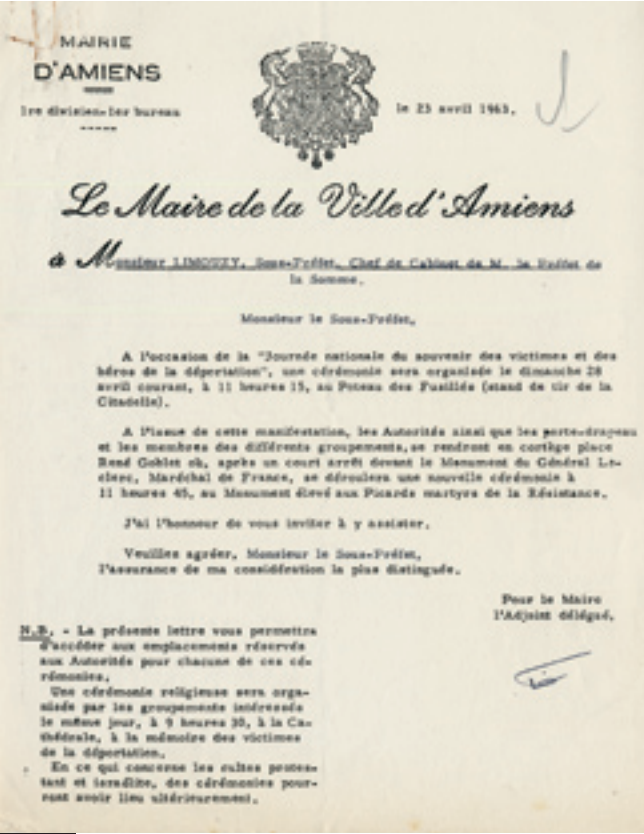 MAIRIE
D'AMIENS
1re division-1er bureau
le 23 avril 1963.
Le Maire de la Ville d'Amiens
à Monsieur LIMOUZY, Sous-Préfet, Chef de Cabinet de M. le Préfet de
la Somme.
Monsieur le Sous-Préfet,
A l'occasion de la "Journée nationale du souvenir des victimes et des
héros de la déportation", une cérémonie sera organisée le dimanche 28
avril courant, à 11 heures 15, au Poteau des Fusillés (stand de tir de la
Citadelle).
A l'issue de cette manifestation, les Autorités ainsi que les porte-drapeau
et les membres des différents groupements, se rendront en cortège place
René Goblet où, après un court arrêt devant le Monument du Général Le-
clerc, Maréchal de France, se déroulera une nouvelle cérémonie à
11 heures 45, au Monument élevé aux Picards martyrs de la Résistance.
J'ai l'honneur de vous inviter à y assister.
Veuillez agréer, Monsieur le Sous-Préfet,
l'assurance de ma considération la plus distinguée.
Pour le Maire
l'Adjoint délégué,
N.B. - La présente lettre vous permettra
d'accéder aux emplacements réservés
aux Autorités pour chacune de ces cé-
rémonies.
Une cérémonie religieuse sera orga-
nisée par les groupements intéressés
le même jour, à 9 heures 30, à la Ca-
thédrale, à la mémoire des victimes
de la déportation.
En ce qui concerne les cultes protes-
tant et israélite, des cérémonies pour-
ront avoir lieu ultérieurement.